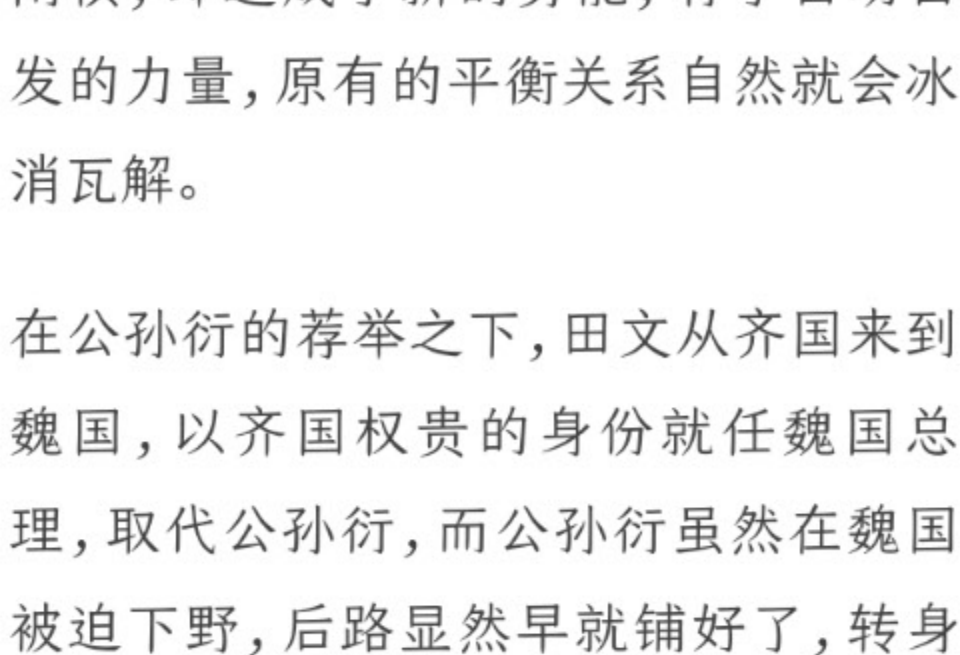 发的力量,原有的平衡关系自然就会冰
消瓦解。
在公孙衍的荐举之下,田文从齐国来到
魏国,以齐国权贵的身份就任魏国总
理,取代公孙衍,而公孙衍虽然在魏国
被迫下野,后路显然早就铺好了,转身